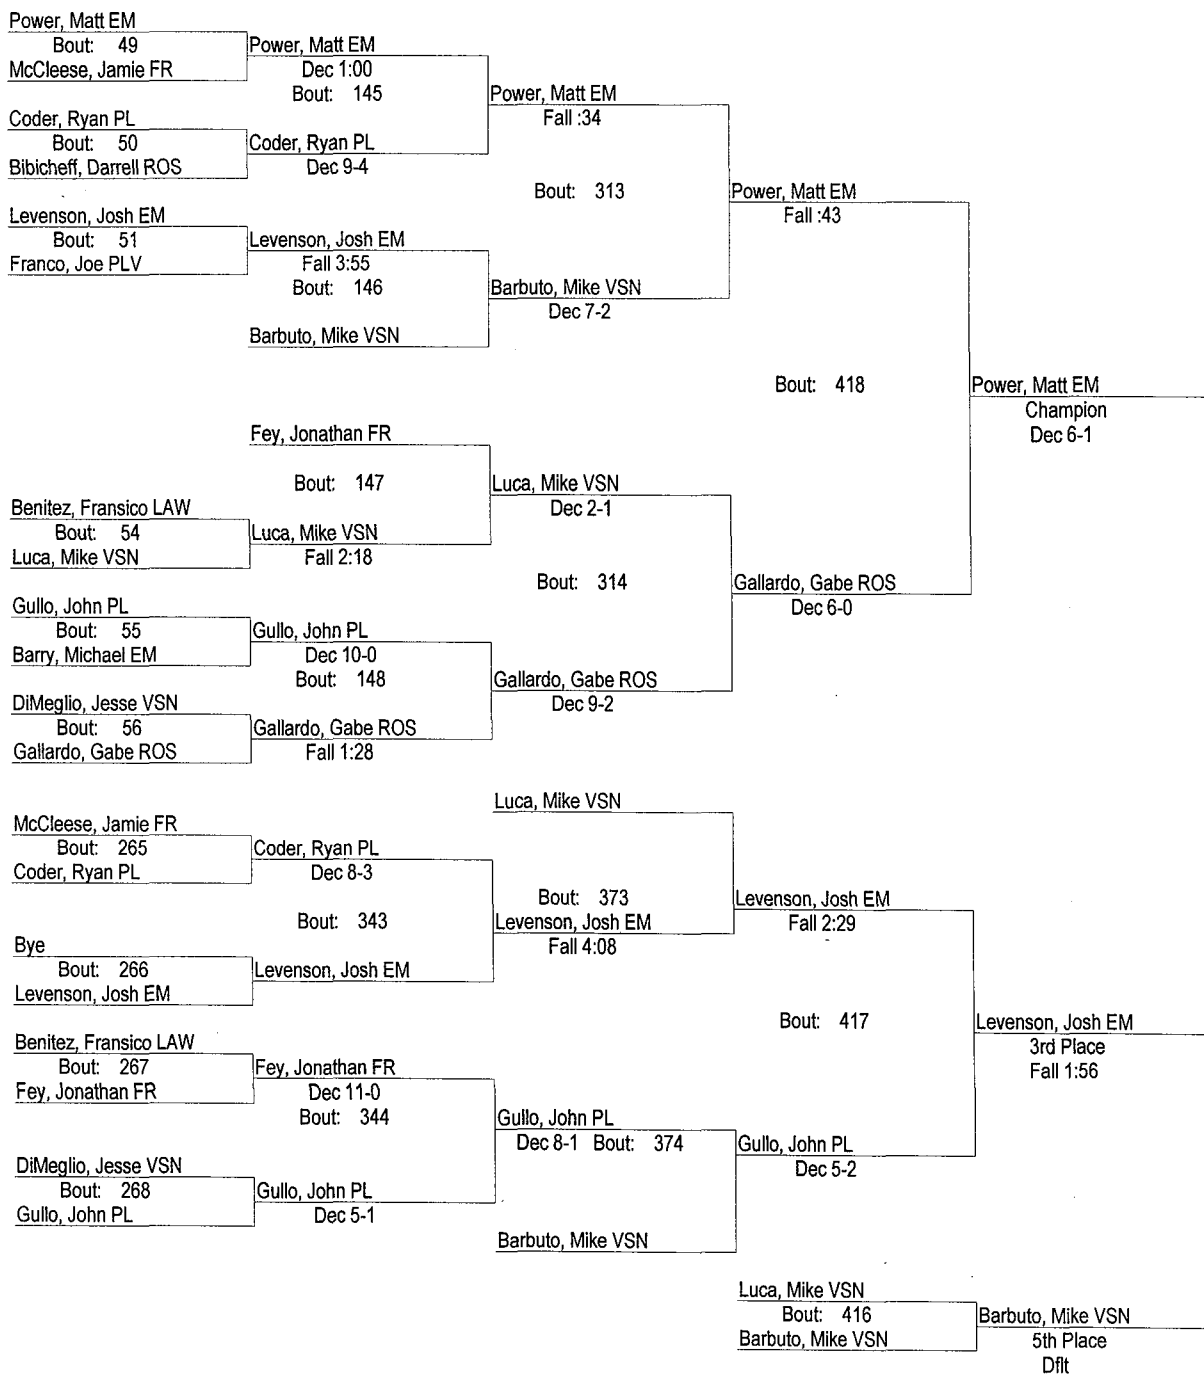 Power, Matt EM
Bout: 49
McCleese, Jamie FR
Power, Matt EM
Dec 1:00
Bout: 145
Coder, Ryan PL
Bout: 50
Bibicheff, Darrell ROS
Coder, Ryan PL
Dec 9-4
Power, Matt EM
Fall :34
Levenson, Josh EM
Bout: 51
Franco, Joe PLV
Levenson, Josh EM
Fall 3:55
Bout: 146
Barbuto, Mike VSN
Barbuto, Mike VSN
Dec 7-2
Bout: 313
Power, Matt EM
Fall :43
Fey, Jonathan FR
Bout: 147
Benitez, Fransico LAW
Bout: 54
Luca, Mike VSN
Luca, Mike VSN
Fall 2:18
Luca, Mike VSN
Dec 2-1
Bout: 314
Gullo, John PL
Bout: 55
Barry, Michael EM
Gullo, John PL
Dec 10-0
Bout: 148
DiMeglio, Jesse VSN
Bout: 56
Gallardo, Gabe ROS
Gallardo, Gabe ROS
Fall 1:28
Gallardo, Gabe ROS
Dec 9-2
Gallardo, Gabe ROS
Dec 6-0
Bout: 418
Power, Matt EM
Champion
Dec 6-1
Luca, Mike VSN
McCleese, Jamie FR
Bout: 265
Coder, Ryan PL
Coder, Ryan PL
Dec 8-3
Bout: 343
Bye
Bout: 266
Levenson, Josh EM
Levenson, Josh EM
Bout: 373
Levenson, Josh EM
Fall 4:08
Levenson, Josh EM
Fall 2:29
Benitez, Fransico LAW
Bout: 267
Fey, Jonathan FR
Fey, Jonathan FR
Dec 11-0
Bout: 344
DiMeglio, Jesse VSN
Bout: 268
Gullo, John PL
Gullo, John PL
Dec 5-1
Gullo, John PL
Dec 8-1 Bout: 374
Barbuto, Mike VSN
Gullo, John PL
Dec 5-2
Bout: 417
Levenson, Josh EM
3rd Place
Fall 1:56
Luca, Mike VSN
Bout: 416
Barbuto, Mike VSN
Barbuto, Mike VSN
5th Place
Dflt